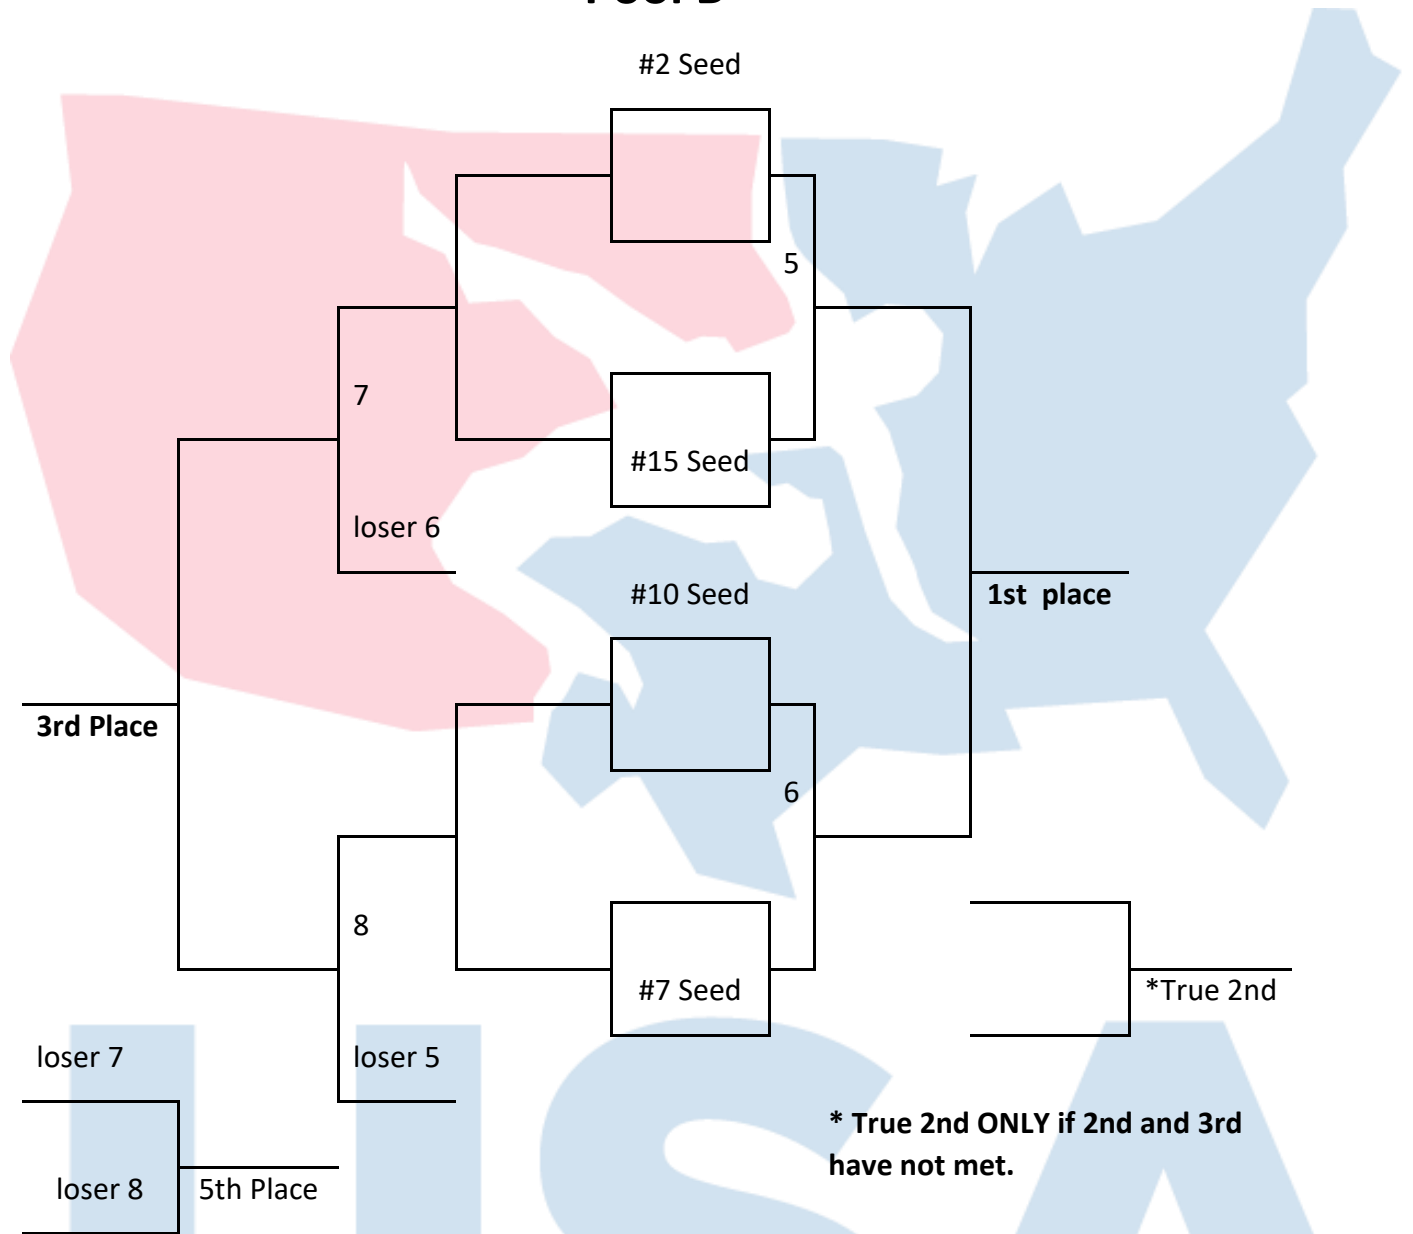 #2 Seed
5
7
#15 Seed
loser 6
#10 Seed
1st place
3rd Place
6
8
#7 Seed
*True 2nd
loser 7
loser 5
* True 2nd ONLY if 2nd and 3rd
have not met.
loser 8
5th Place
USA